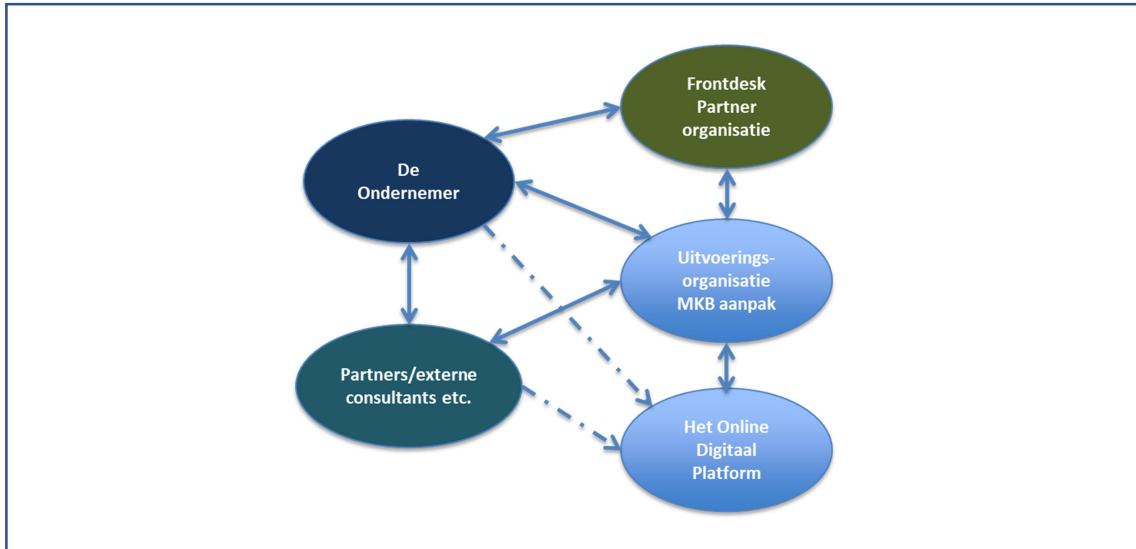 Frontdesk
Partner
organisatie
De
Ondernemer
Uitvoerings-
organisatie
MKB aanpak
Partners/externe
consultants etc.
Het Online
Digitaal
Platform